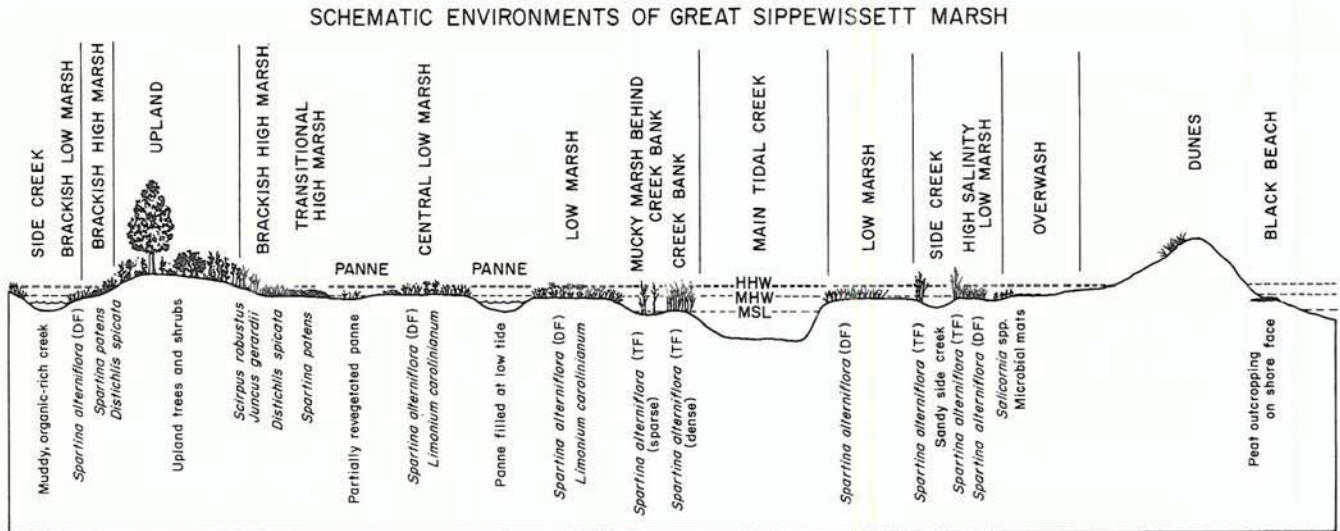 SCHEMATIC ENVIRONMENTS OF GREAT SIPPEWISSETT MARSH
SIDE CREEK
BRACKISH LOW MARSH
BRACKISH HIGH MARSH
UPLAND
BRACKISH HIGH MARSH
TRANSITIONAL
HIGH MARSH
CENTRAL LOW MARSH
LOW MARSH
MUCKY MARSH BEHIND
CREEK BANK
CREEK BANK
MAIN TIDAL CREEK
LOW MARSH
SIDE CREEK
HIGH SALINITY
LOW MARSH
OVERWASH
DUNES
BLACK BEACH
PANNE
PANNE
HHW
MHW
MSL
Muddy, organic-rich creek
Spartina alterniflora (DF)
Spartina patens
Distichlis spicata
Upland trees and shrubs
Scirpus robustus
Juncus gerardii
Distichlis spicata
Spartina patens
Partially revegetated panne
Spartina alterniflora (DF)
Limonium carolinianum
Panne filled at low tide
Spartina alterniflora (DF)
Limonium carolinianum
Spartina alterniflora (TF)
(sparse)
Spartina alterniflora (TF)
(dense)
Spartina alterniflora (DF)
Spartina alterniflora (TF)
Sandy side creek
Spartina alterniflora (TF)
Spartina alterniflora (DF)
Salicornia spp.
Microbial mats
Peat outcropping
on shore face